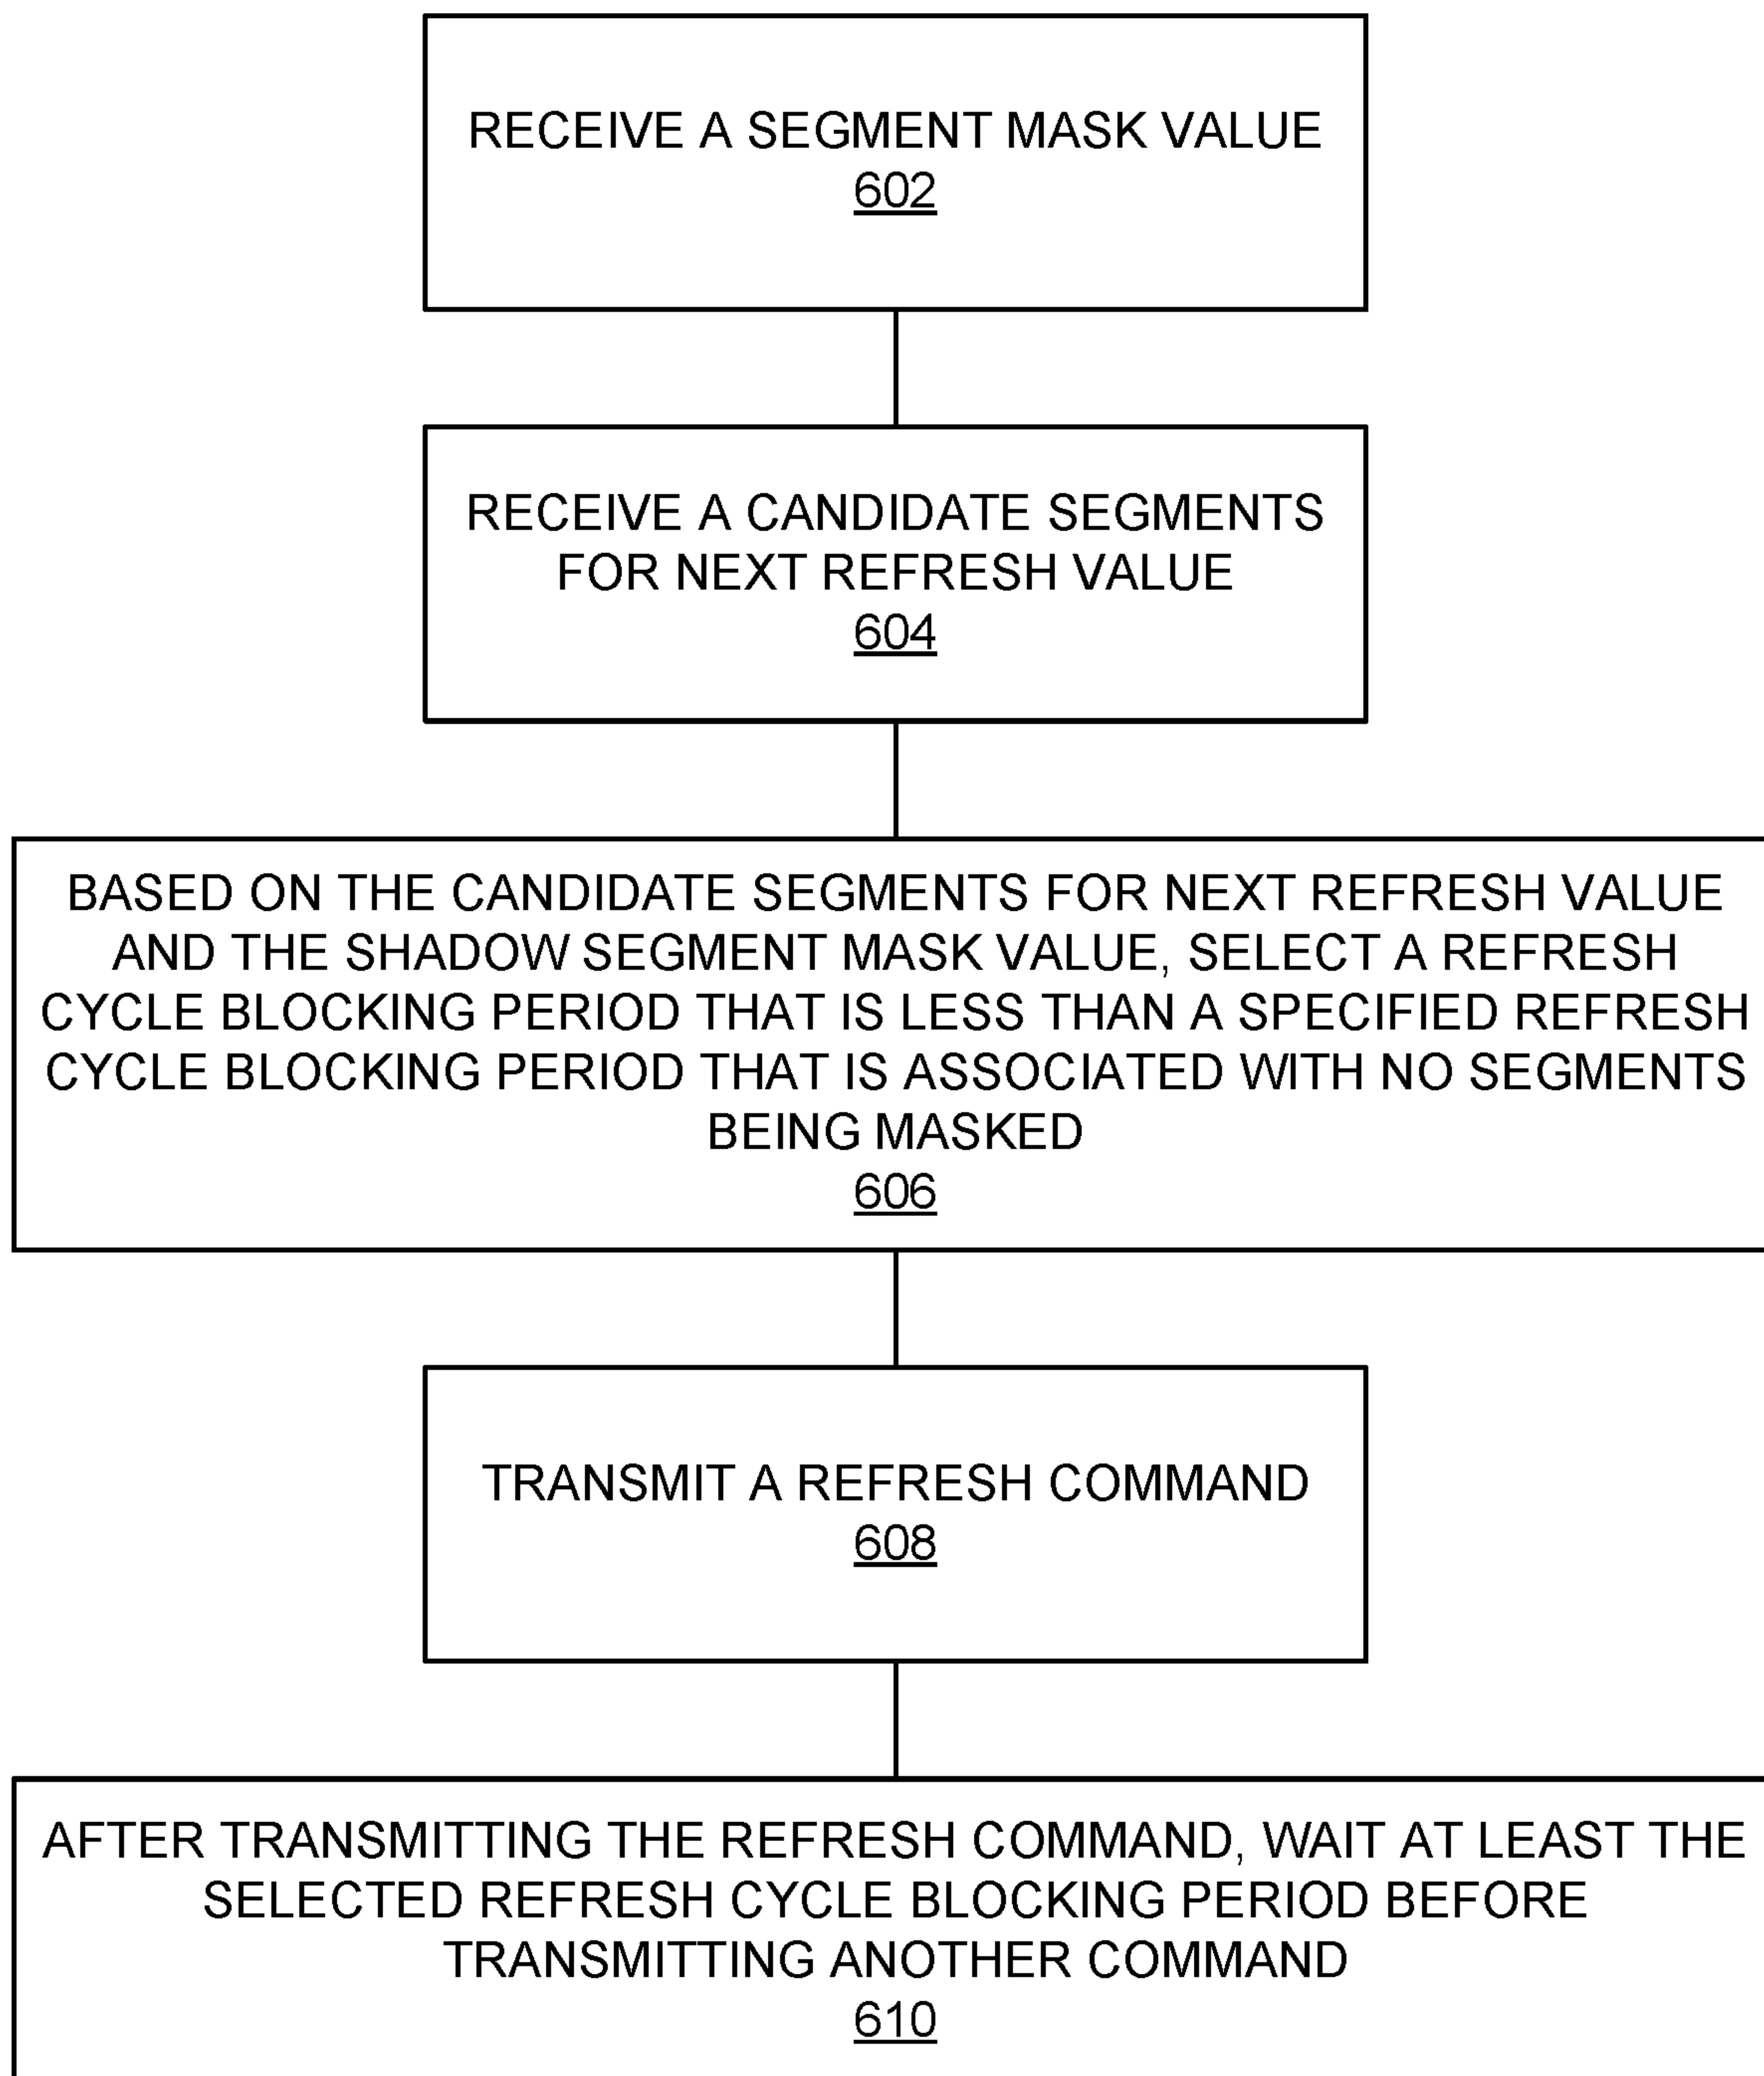 RECEIVE A SEGMENT MASK VALUE
602
RECEIVE A CANDIDATE SEGMENTS
FOR NEXT REFRESH VALUE
604
BASED ON THE CANDIDATE SEGMENTS FOR NEXT REFRESH VALUE
AND THE SHADOW SEGMENT MASK VALUE, SELECT A REFRESH
CYCLE BLOCKING PERIOD THAT IS LESS THAN A SPECIFIED REFRESH
CYCLE BLOCKING PERIOD THAT IS ASSOCIATED WITH NO SEGMENTS
BEING MASKED
606
TRANSMIT A REFRESH COMMAND
608
AFTER TRANSMITTING THE REFRESH COMMAND, WAIT AT LEAST THE
SELECTED REFRESH CYCLE BLOCKING PERIOD BEFORE
TRANSMITTING ANOTHER COMMAND
610